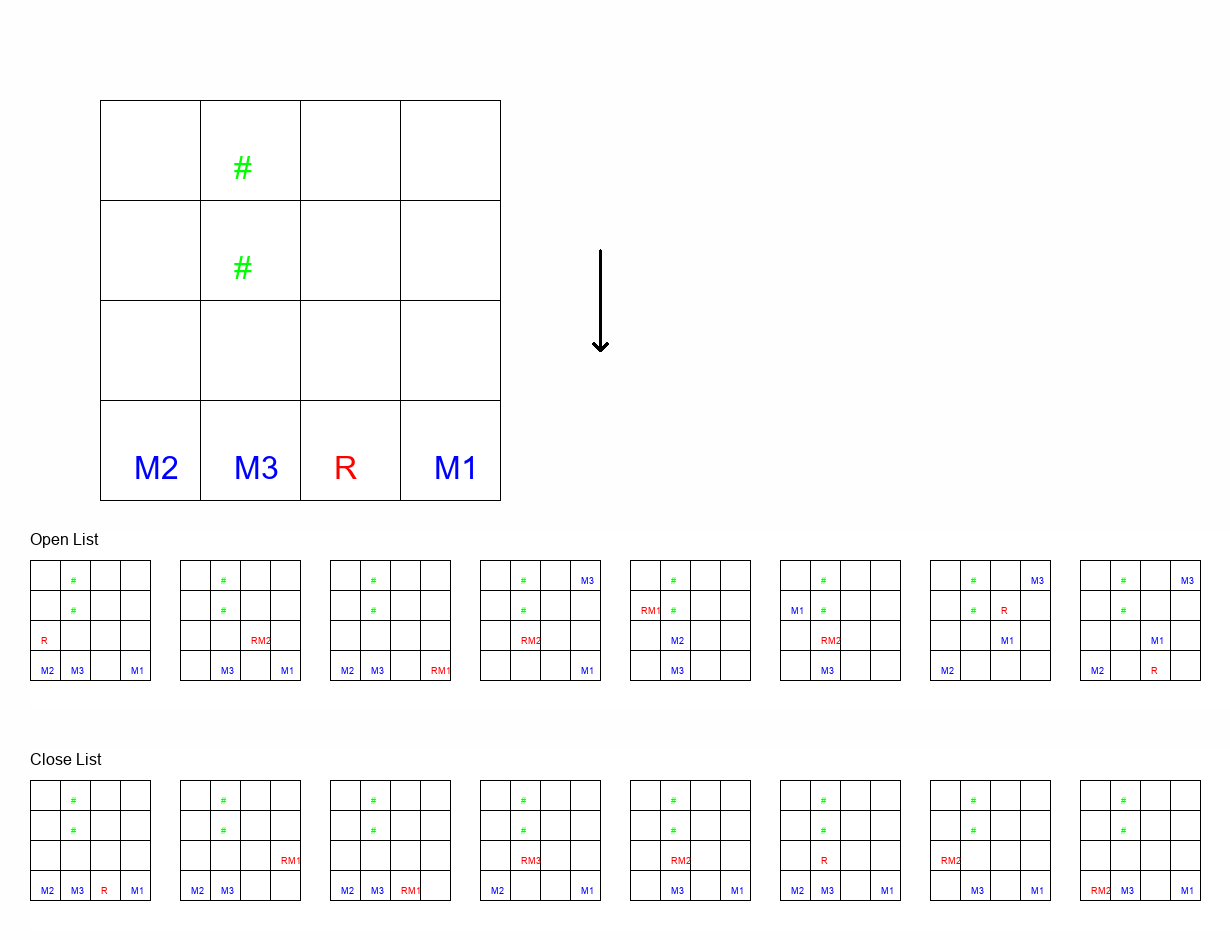 #
#
M2 M3 R M1
Open List
# # # # M3 # # # M3 # M3
# # # # RM1 # M1 # # R #
R RM2 RM2 M2 RM2 M1 M1
M2 M3 M1 M3 M1 M2 M3 RM1 M1 M3 M3 M2 M2 R
Close List
# # # # # # # #
# # # # # # # #
RM1 RM3 RM2 R RM2
M2 M3 R M1 M2 M3 M2 M3 RM1 M2 M1 M3 M1 M2 M3 M1 M3 M1 RM2 M3 M1